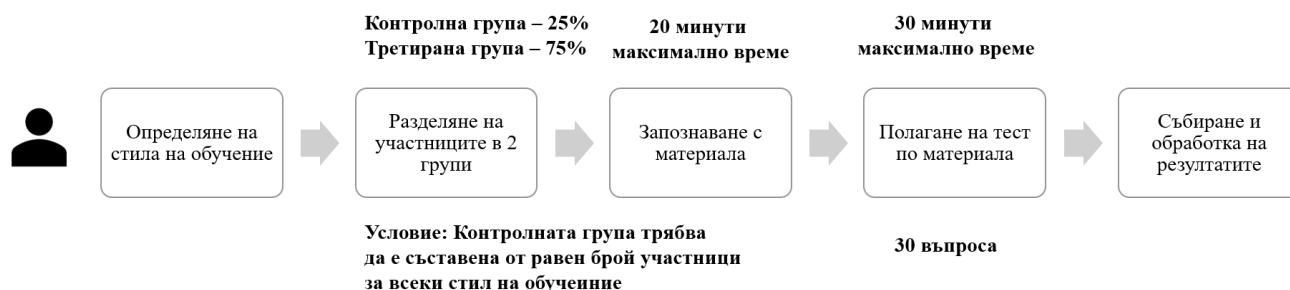 Контролна група – 25%
Третирана група – 75%
20 минути
максимално време
30 минути
максимално време
Определяне на
стила на обучение
Разделяне на
участниците в 2
групи
Запознаване с
материала
Полагане на тест
по материала
Събиране и
обработка на
резултатите
Условие: Контролната група трябва
да е съставена от равен брой участници
за всеки стил на обучеиние
30 въпроса